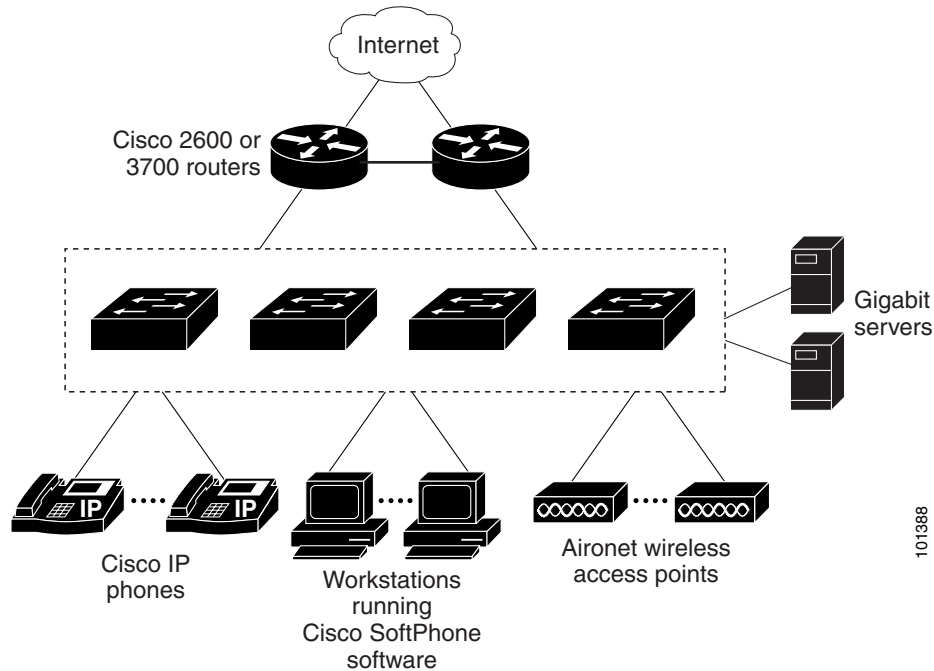 Internet
Cisco 2600 or
3700 routers
Gigabit
servers
IP
IP
Cisco IP
phones
Workstations
running
Cisco SoftPhone
software
Aironet wireless
access points
101388